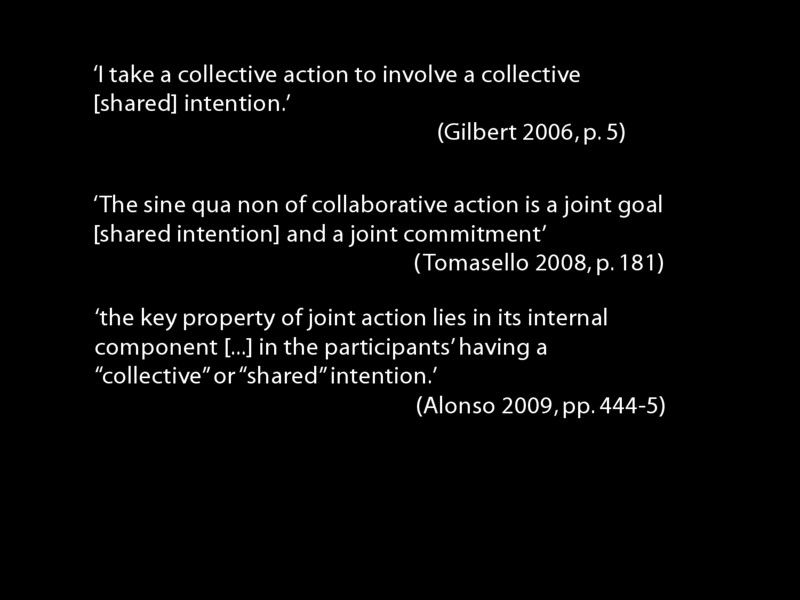 ‘I take a collective action to involve a collective
[shared] intention.’
(Gilbert 2006, p. 5)
‘The sine qua non of collaborative action is a joint goal
[shared intention] and a joint commitment’
(Tomasello 2008, p. 181)
‘the key property of joint action lies in its internal
component [...] in the participants’ having a
“collective” or “shared” intention.’
(Alonso 2009, pp. 444-5)